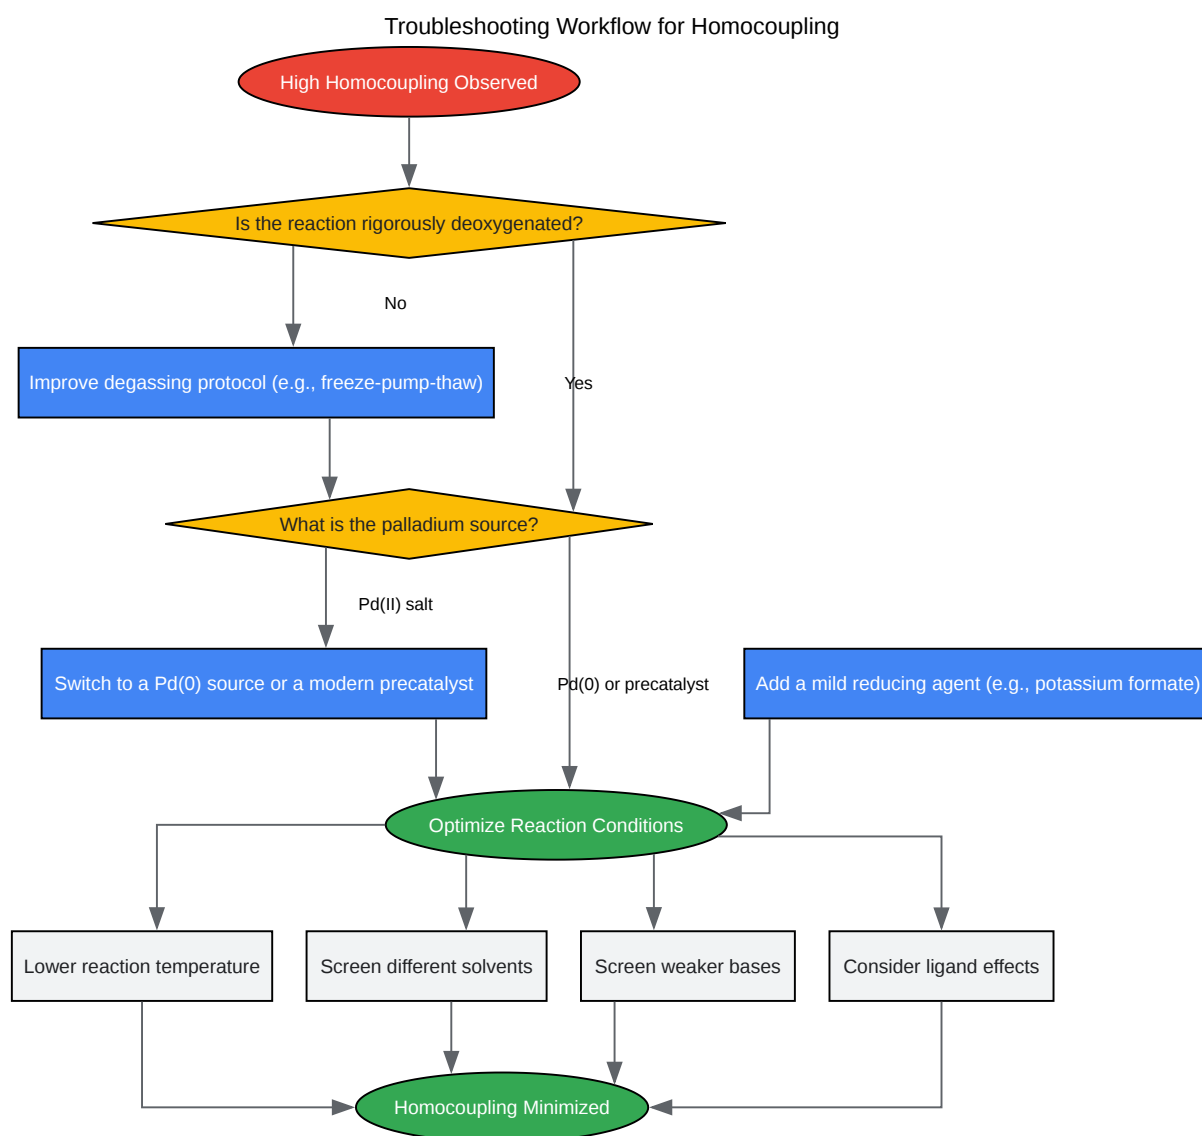 Troubleshooting Workflow for Homocoupling
High Homocoupling Observed
Is the reaction rigorously deoxygenated?
No
Improve degassing protocol (e.g., freeze-pump-thaw)
Yes
What is the palladium source?
Pd(II) salt
Switch to a Pd(0) source or a modern precatalyst
Pd(0) or precatalyst
Add a mild reducing agent (e.g., potassium formate)
Optimize Reaction Conditions
Lower reaction temperature
Screen different solvents
Screen weaker bases
Consider ligand effects
Homocoupling Minimized